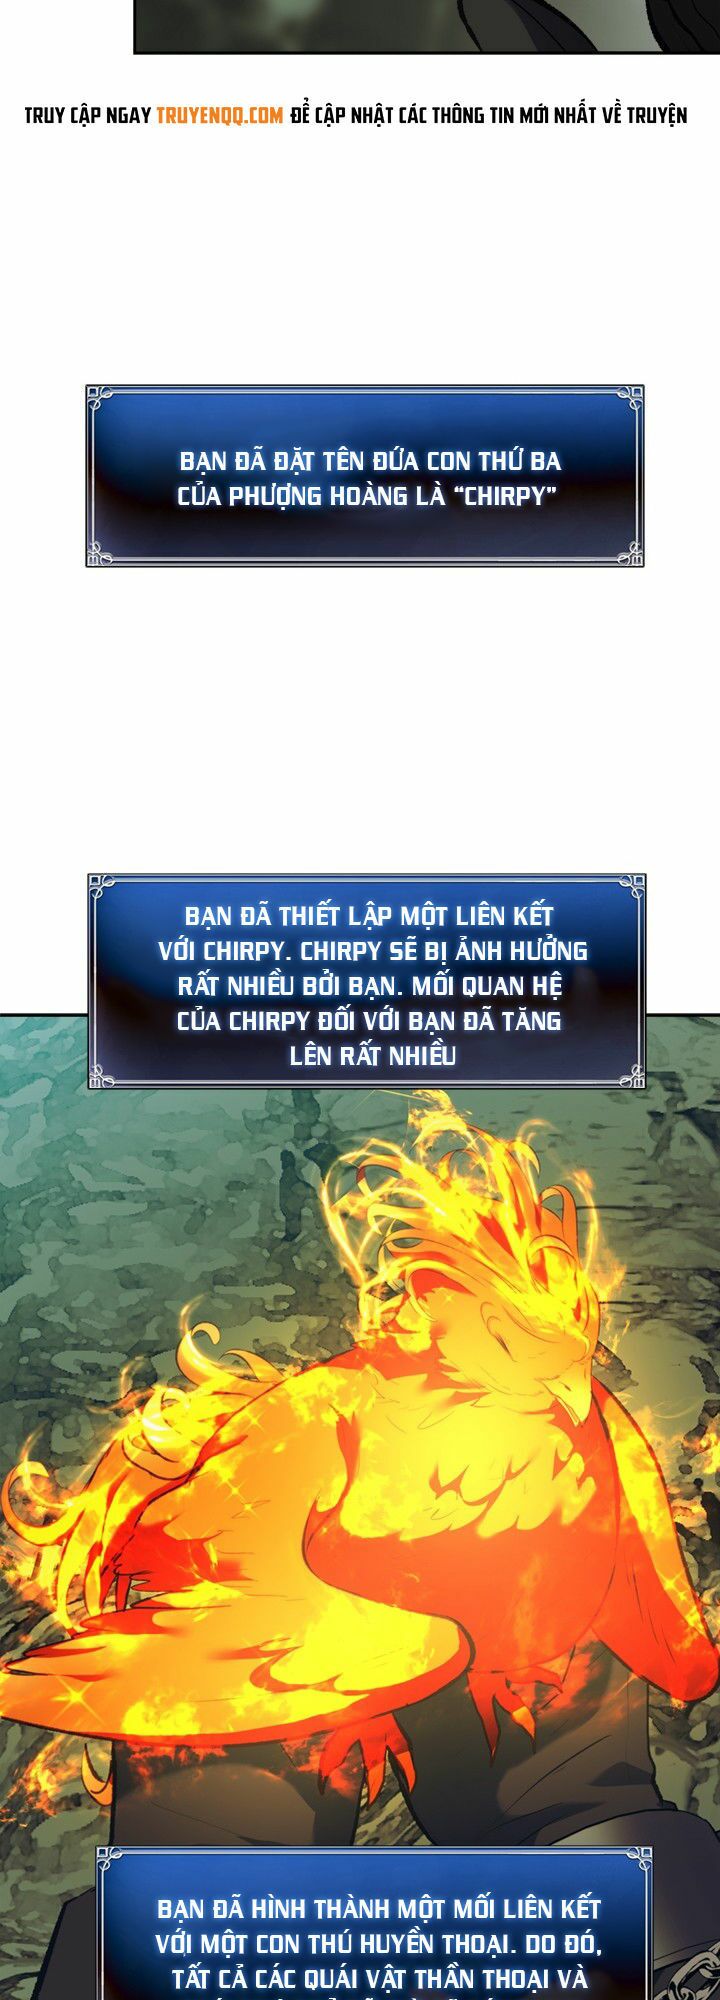 TRUY CẬP NGAY TRUYENQQ.COM ĐỂ CẬP NHẬT CÁC THÔNG TIN MỚI NHẤT VỀ TRUYỆN
BẠN ĐÃ ĐẶT TÊN ĐỨA CON THỨ BA
CỦA PHƯỢNG HOÀNG LÀ “CHIRPY”
BẠN ĐÃ THIẾT LẬP MỘT LIÊN KẾT
VỚI CHIRPY. CHIRPY SẼ BỊ ẢNH HƯỞNG
RẤT NHIỀU BỞI BẠN. MỐI QUAN HỆ
CỦA CHIRPY ĐỐI VỚI BẠN ĐÃ TĂNG
LÊN RẤT NHIỀU
BẠN ĐÃ HÌNH THÀNH MỘT MỐI LIÊN KẾT
VỚI MỘT CON THÚ HUYỀN THOẠI. DO ĐÓ,
TẤT CẢ CÁC QUÁI VẬT THẦN THOẠI VÀ